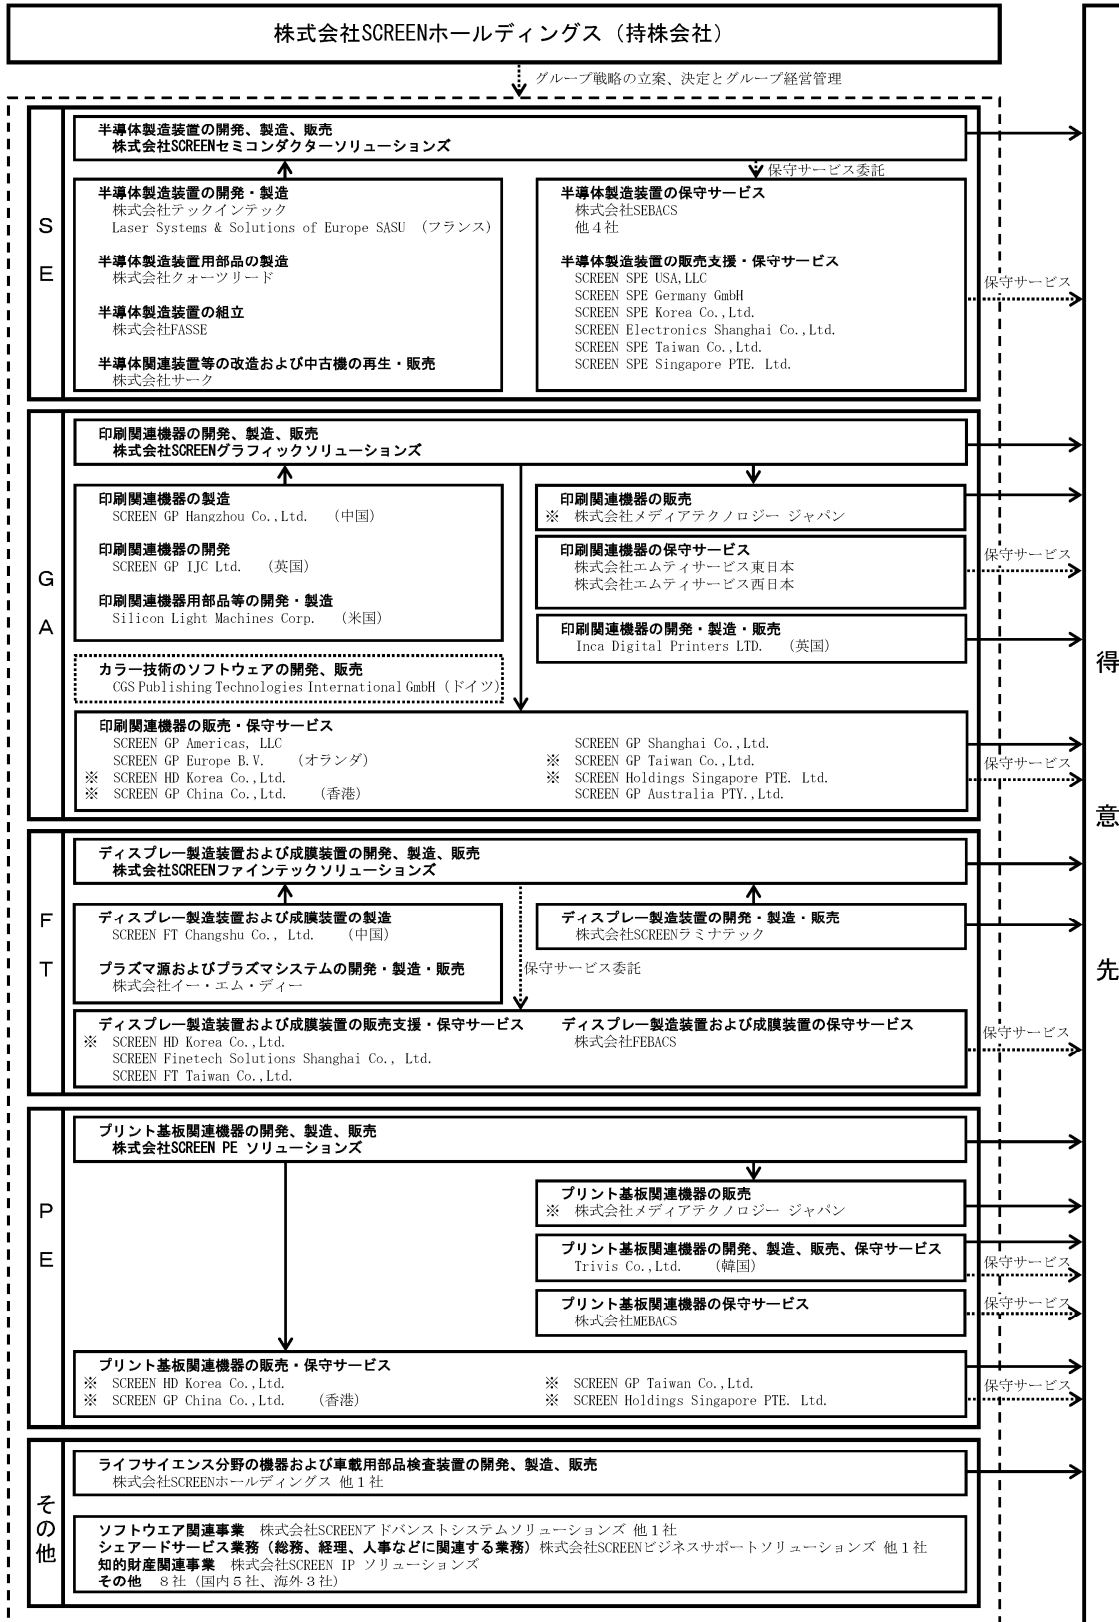 株式会社SCREENホールディングス（持株会社）
グループ戦略の立案、決定とグループ経営管理
SE
半導体製造装置の開発、製造、販売
株式会社SCREENセミコンダクターソリューションズ
保守サービス委託
半導体製造装置の開発・製造
株式会社テックインテック
Laser Systems & Solutions of Europe SASU （フランス）
半導体製造装置用部品の製造
株式会社クォーツリード
半導体製造装置の組立
株式会社FASSE
半導体関連装置等の改造および中古機の再生・販売
株式会社サーク
半導体製造装置の保守サービス
株式会社SEBACS
他４社
半導体製造装置の販売支援・保守サービス
SCREEN SPE USA,LLC
SCREEN SPE Germany GmbH
SCREEN SPE Korea Co.,Ltd.
SCREEN Electronics Shanghai Co.,Ltd.
SCREEN SPE Taiwan Co.,Ltd.
SCREEN SPE Singapore PTE. Ltd.
保守サービス
GA
印刷関連機器の開発、製造、販売
株式会社SCREENグラフィックソリューションズ
印刷関連機器の製造
SCREEN GP Hangzhou Co.,Ltd. （中国）
印刷関連機器の開発
SCREEN GP IJC Ltd. （英国）
印刷関連機器用部品等の開発・製造
Silicon Light Machines Corp. （米国）
カラー技術のソフトウェアの開発、販売
CGS Publishing Technologies International GmbH（ドイツ）
印刷関連機器の販売
※ 株式会社メディアテクノロジー ジャパン
印刷関連機器の保守サービス
株式会社エムティサービス東日本
株式会社エムティサービス西日本
保守サービス
印刷関連機器の開発・製造・販売
Inca Digital Printers LTD. （英国）
印刷関連機器の販売・保守サービス
SCREEN GP Americas, LLC
SCREEN GP Europe B.V. （オランダ）
※ SCREEN HD Korea Co.,Ltd.
※ SCREEN GP China Co.,Ltd. （香港）
SCREEN GP Shanghai Co.,Ltd.
※ SCREEN GP Taiwan Co.,Ltd.
※ SCREEN Holdings Singapore PTE. Ltd.
SCREEN GP Australia PTY.,Ltd.
保守サービス
FT
ディスプレー製造装置および成膜装置の開発、製造、販売
株式会社SCREENファインテックソリューションズ
ディスプレー製造装置および成膜装置の製造
SCREEN FT Changshu Co., Ltd. （中国）
プラズマ源およびプラズマシステムの開発・製造・販売
株式会社イー・エム・ディー
保守サービス委託
ディスプレー製造装置の開発・製造・販売
株式会社SCREENラミナテック
ディスプレー製造装置および成膜装置の販売支援・保守サービス
※ SCREEN HD Korea Co.,Ltd.
SCREEN Finetech Solutions Shanghai Co., Ltd.
SCREEN FT Taiwan Co.,Ltd.
ディスプレー製造装置および成膜装置の保守サービス
株式会社FEBACS
保守サービス
PE
プリント基板関連機器の開発、製造、販売
株式会社SCREEN PE ソリューションズ
プリント基板関連機器の販売
※ 株式会社メディアテクノロジー ジャパン
プリント基板関連機器の開発、製造、販売、保守サービス
Trivis Co.,Ltd. （韓国）
保守サービス
プリント基板関連機器の保守サービス
株式会社MEBACS
保守サービス
プリント基板関連機器の販売・保守サービス
※ SCREEN HD Korea Co.,Ltd.
※ SCREEN GP China Co.,Ltd. （香港）
※ SCREEN GP Taiwan Co.,Ltd.
※ SCREEN Holdings Singapore PTE. Ltd.
保守サービス
その他
ライフサイエンス分野の機器および車載用部品検査装置の開発、製造、販売
株式会社SCREENホールディングス 他１社
ソフトウエア関連事業 株式会社SCREENアドバンストシステムソリューションズ 他１社
シェアードサービス業務（総務、経理、人事などに関連する業務）株式会社SCREENビジネスサポートソリューションズ 他１社
知的財産関連事業 株式会社SCREEN IP ソリューションズ
その他 ８社（国内５社、海外３社）
得意先